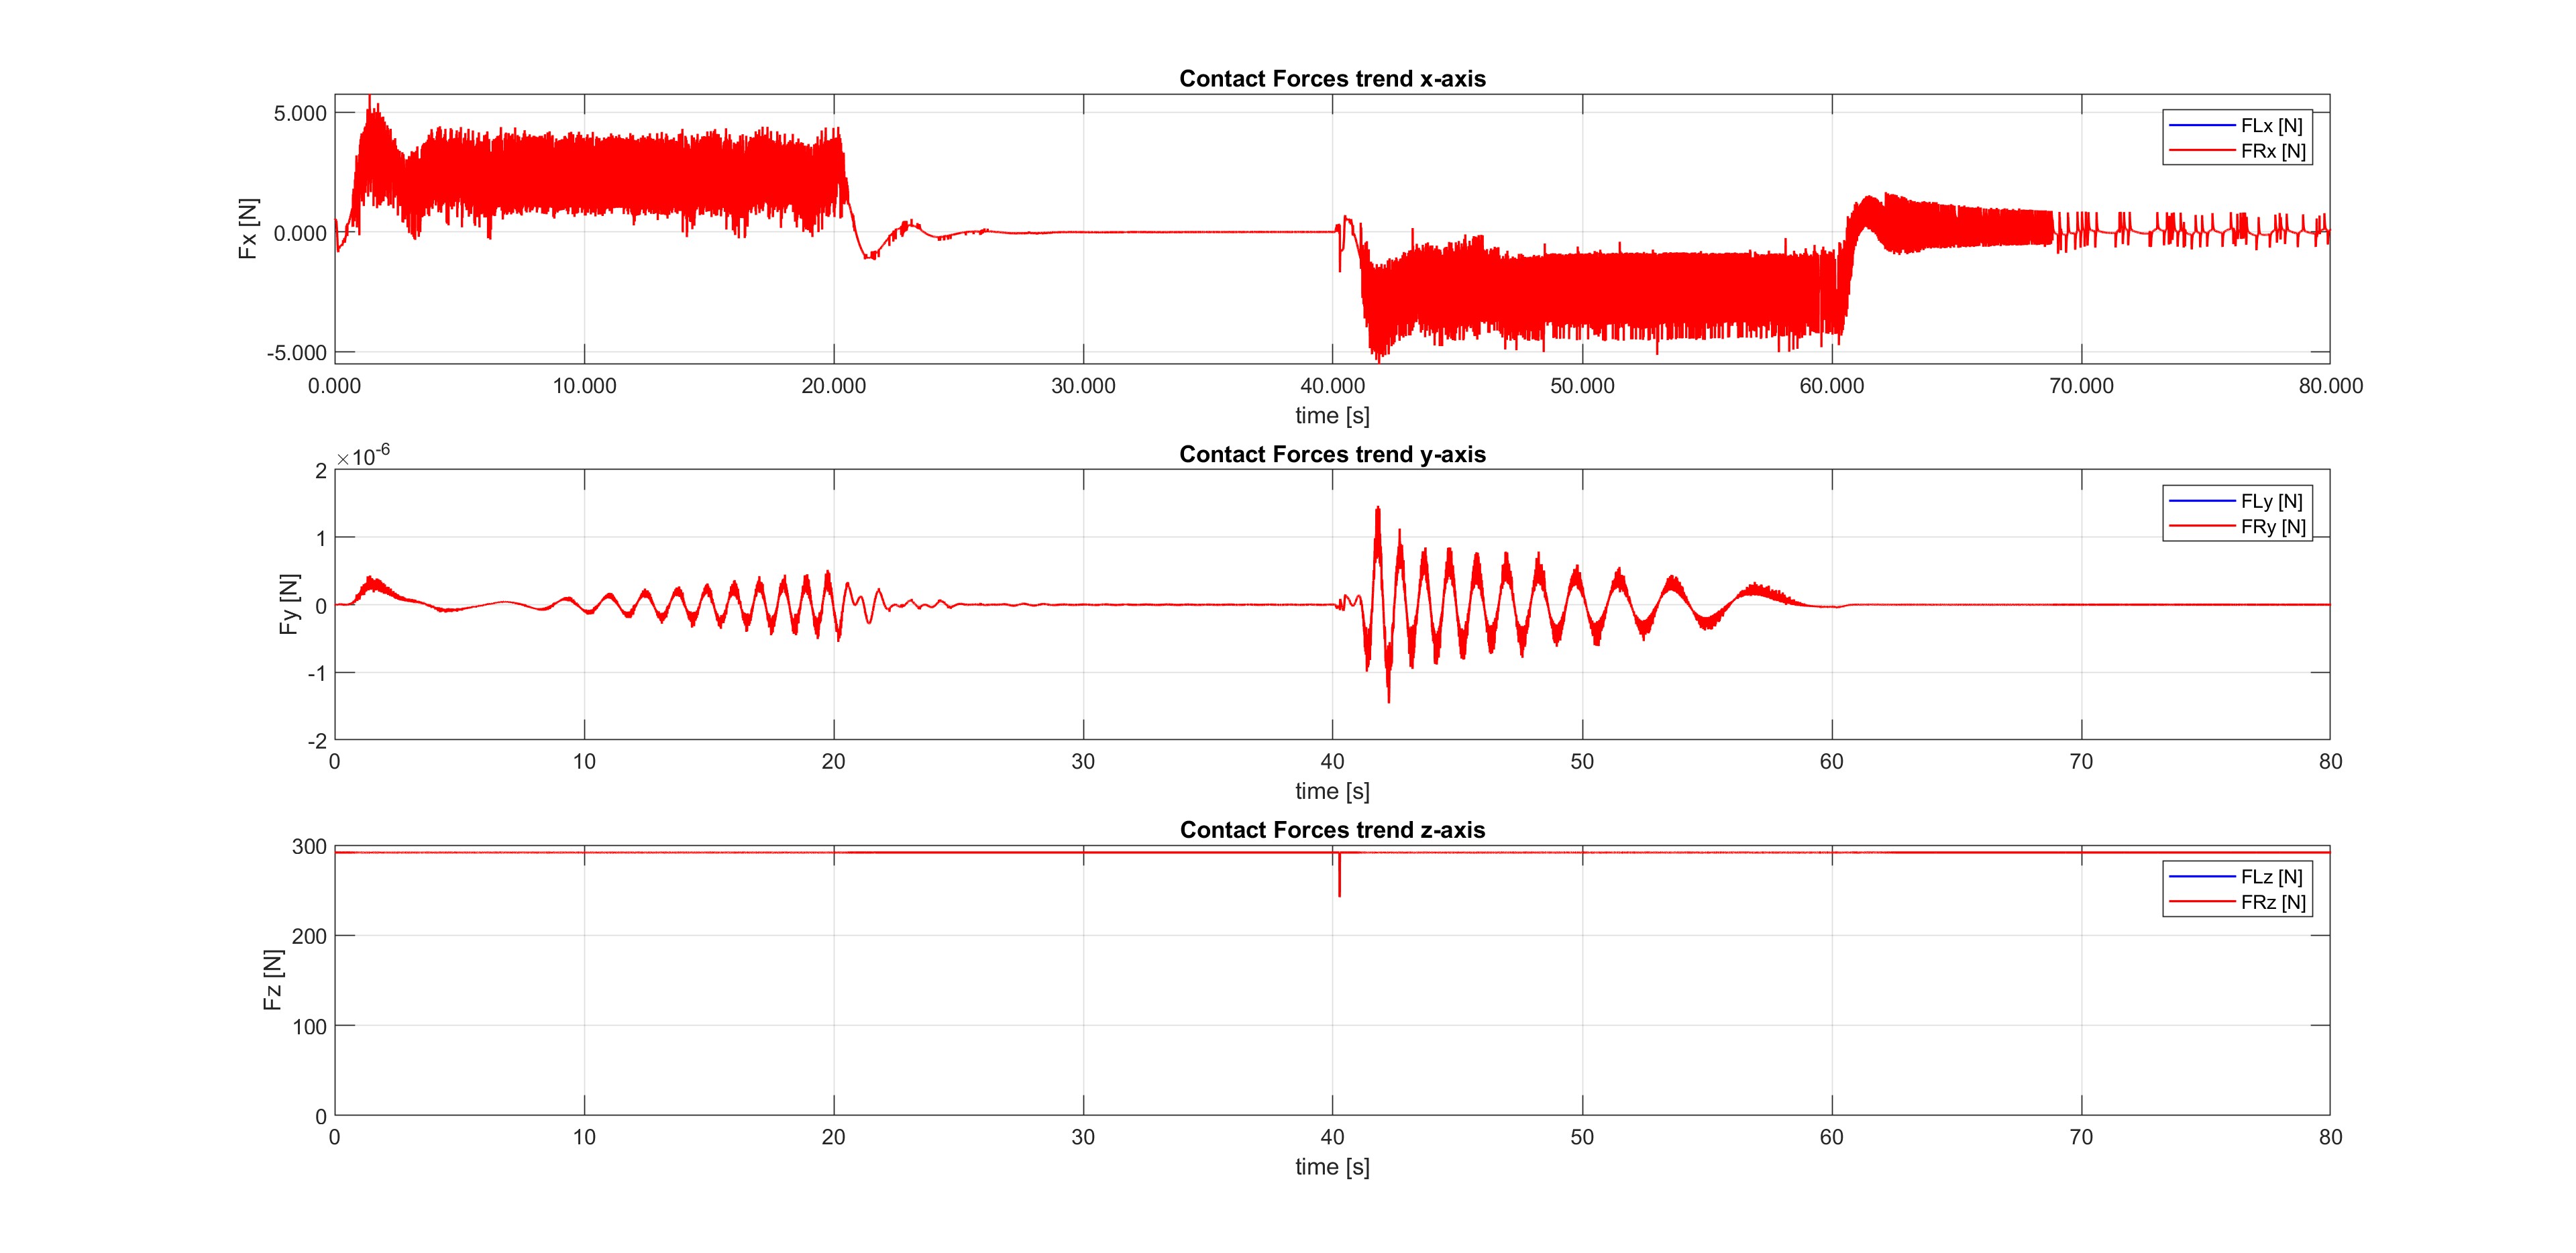 Contact Forces trend x-axis
5.000
0.000
-5.000
Fx [N]
FLx [N]
FRx [N]
0.000 10.000 20.000 30.000 40.000 50.000 60.000 70.000 80.000
time [s]
×10-6
Contact Forces trend y-axis
2
1
0
-1
-2
Fy [N]
FLy [N]
FRy [N]
0 10 20 30 40 50 60 70 80
time [s]
Contact Forces trend z-axis
300
200
100
0
Fz [N]
FLz [N]
FRz [N]
0 10 20 30 40 50 60 70 80
time [s]